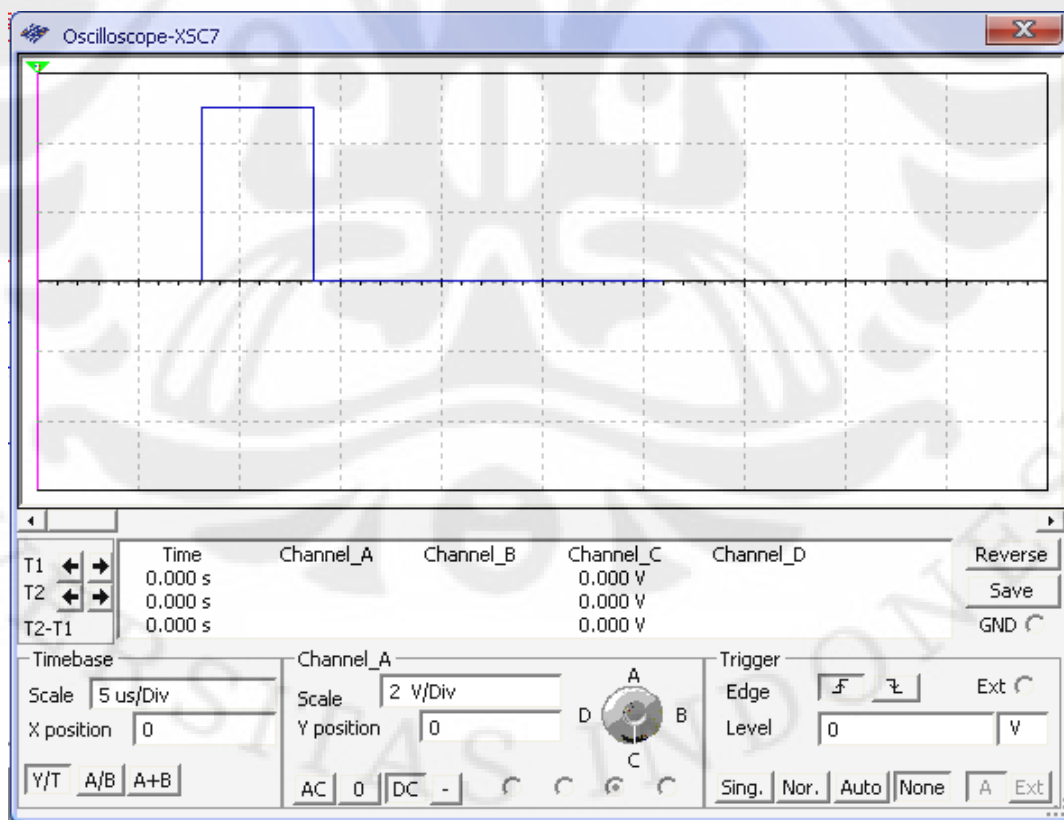 Oscilloscope-XSC7
Time Channel_A Channel_B Channel_C Channel_D
T1 0.000 s 0.000 V
T2 0.000 s 0.000 V
T2-T1 0.000 s 0.000 V
Reverse
Save
GND
Timebase
Scale 5 us/Div
X position 0
Y/T A/B A+B
Channel_A
Scale 2 V/Div
Y position 0
A
D B
C
AC 0 DC -
Trigger
Edge Ext
Level 0 V
Sing. Nor. Auto None A Ext
RSITAS INDONES